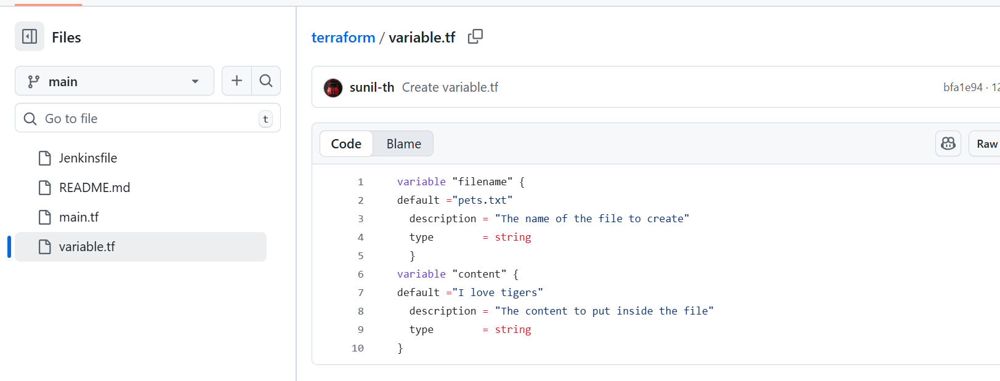 Files
main
Go to file
t
Jenkinsfile
README.md
main.tf
variable.tf
terraform / variable.tf
sunil-th Create variable.tf
bfa1e94 · 12
Code Blame
Raw
1 variable "filename" {
2 default ="pets.txt"
3   description = "The name of the file to create"
4   type        = string
5   }
6 variable "content" {
7 default ="I love tigers"
8   description = "The content to put inside the file"
9   type        = string
10 }